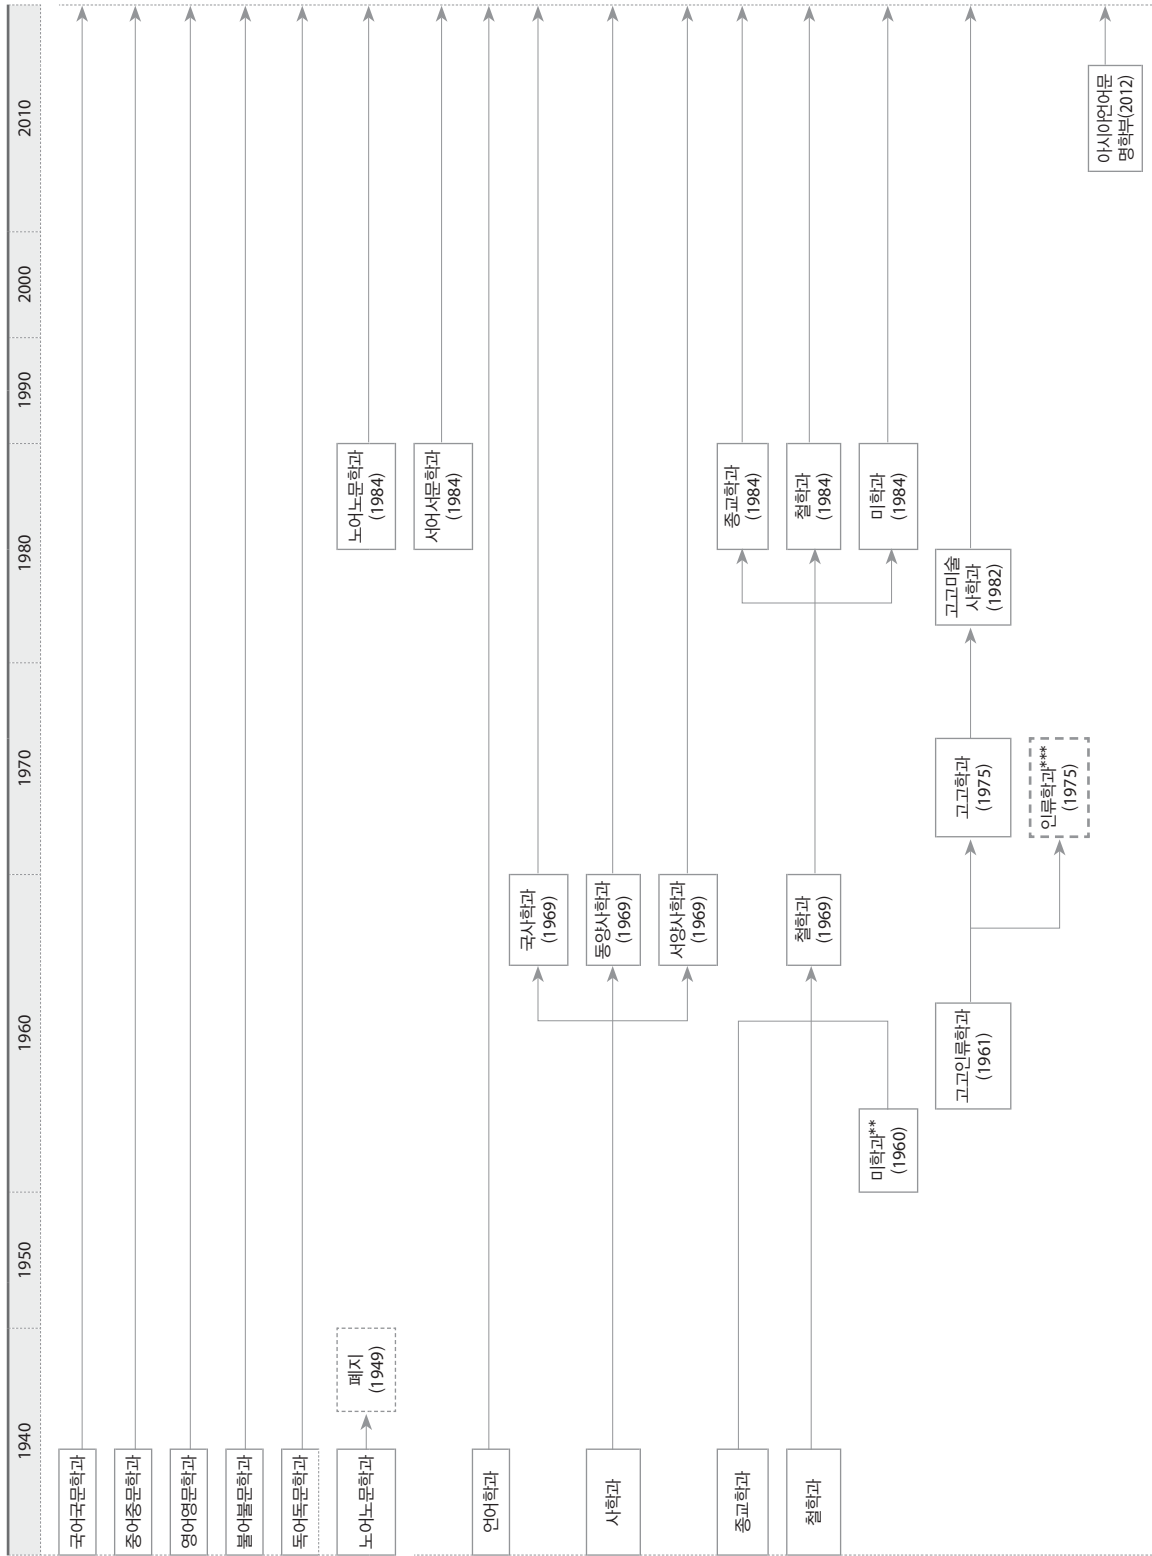 1940
1950
1960
1970
1980
1990
2000
2010
국어국문학과
중어중문학과
영어영문학과
불어불문학과
독어독문학과
노어노문학과
폐지
(1949)
노어노문학과
(1984)
서어서문학과
(1984)
언어학과
사학과
국사학과
(1969)
동양사학과
(1969)
서양사학과
(1969)
종교학과
철학과
미학과**
(1960)
철학과
(1969)
종교학과
(1984)
철학과
(1984)
미학과
(1984)
고고인류학과
(1961)
고고학과
(1975)
인류학과***
(1975)
고고미술
사학과
(1982)
아시아언어문
명학부(2012)